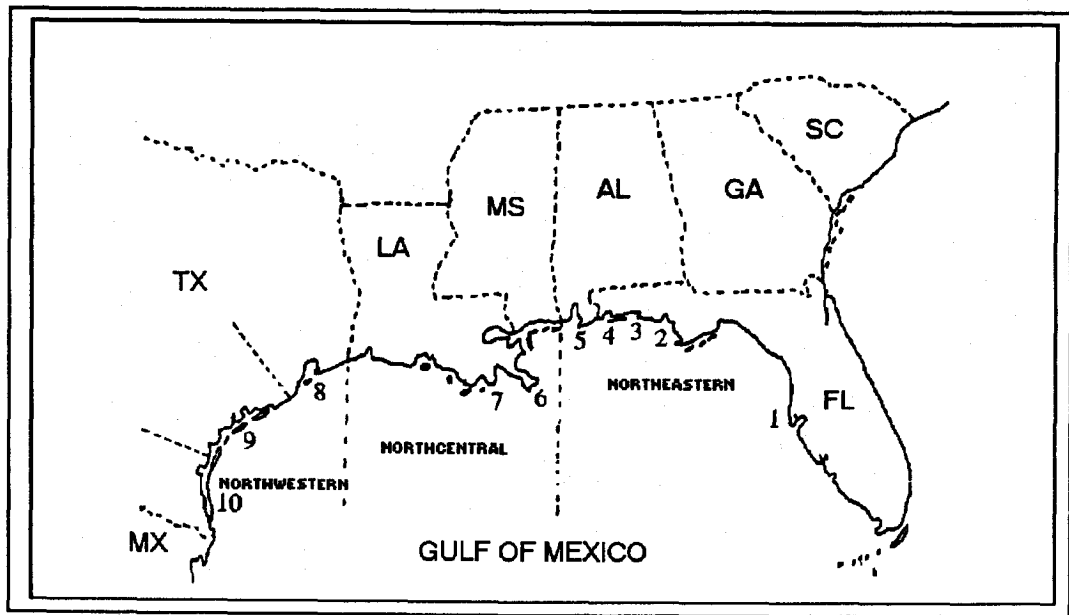 SC
MS
AL
GA
LA
TX
5
4
3
2
8
7
6
NORTHEASTERN
1
FL
9
NORTHCENTRAL
NORTHWESTERN
10
MX
GULF OF MEXICO